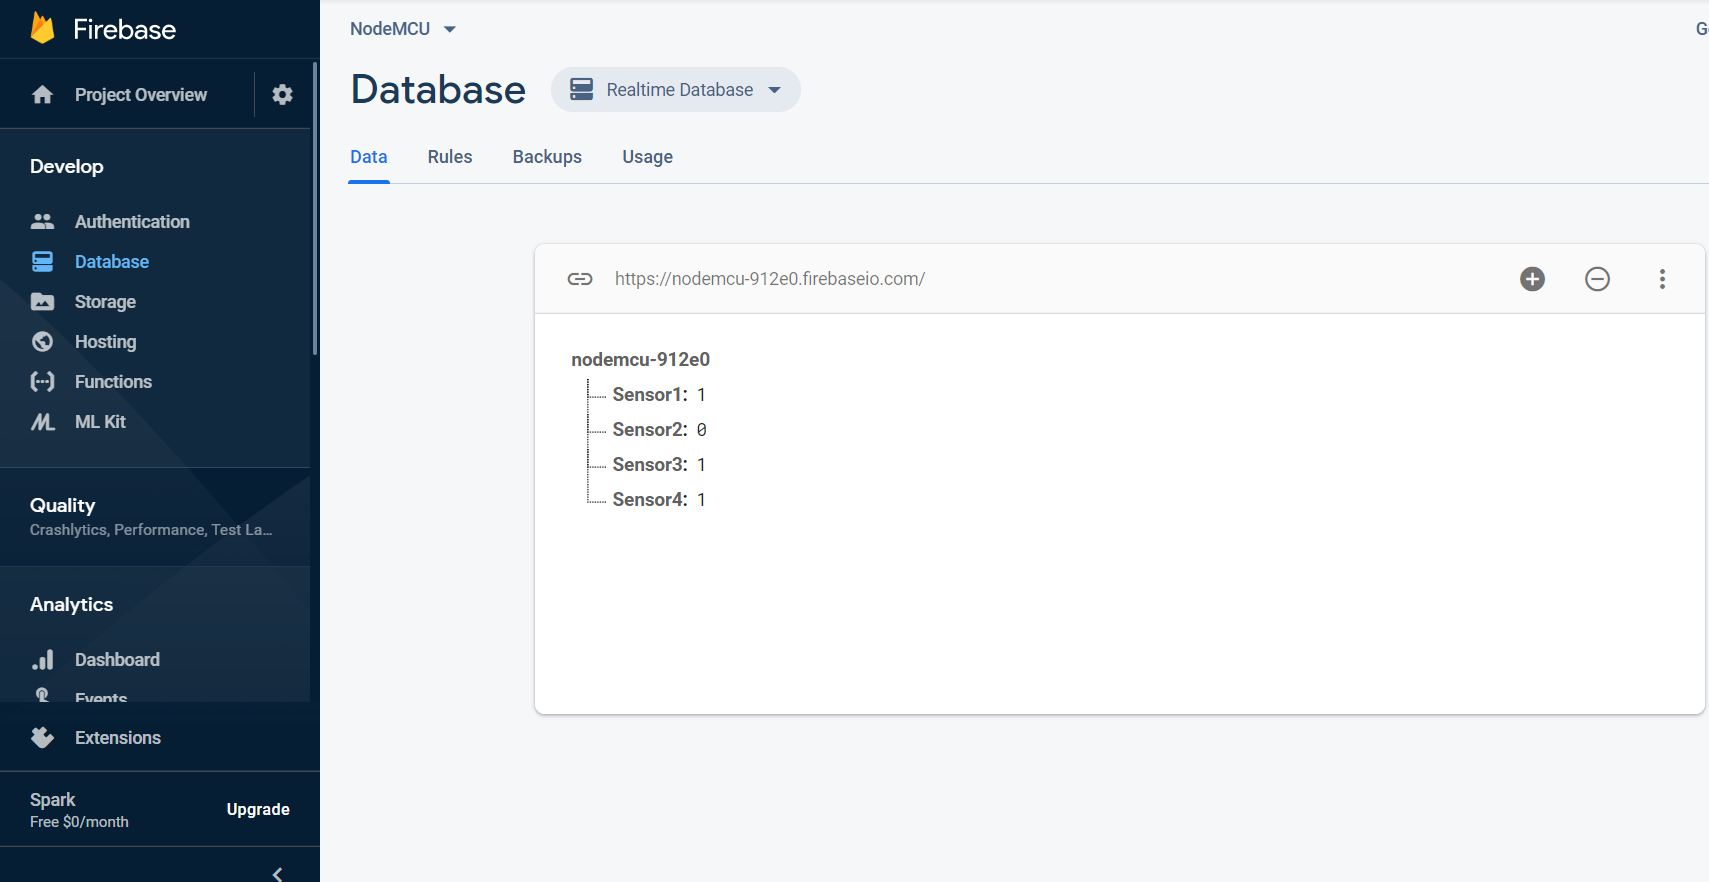 Firebase
Project Overview
Develop
Authentication
Database
Storage
Hosting
Functions
ML Kit
Quality
Crashlytics, Performance, Test La...
Analytics
Dashboard
Events
Extensions
Spark
Free $0/month
Upgrade
NodeMCU
Database
Realtime Database
Data Rules Backups Usage
https://nodemcu-912e0.firebaseio.com/
nodemcu-912e0
Sensor1: 1
Sensor2: 0
Sensor3: 1
Sensor4: 1